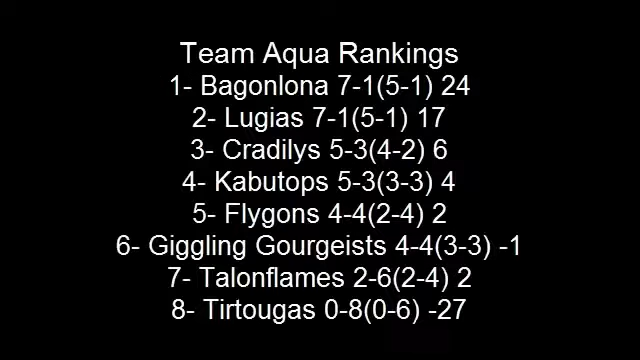 Team Aqua Rankings
1- Bagonlona 7-1(5-1) 24
2- Lugias 7-1(5-1) 17
3- Cradilys 5-3(4-2) 6
4- Kabutops 5-3(3-3) 4
5- Flygons 4-4(2-4) 2
6- Giggling Gourgeists 4-4(3-3) -1
7- Talonflames 2-6(2-4) 2
8- Tirtougas 0-8(0-6) -27